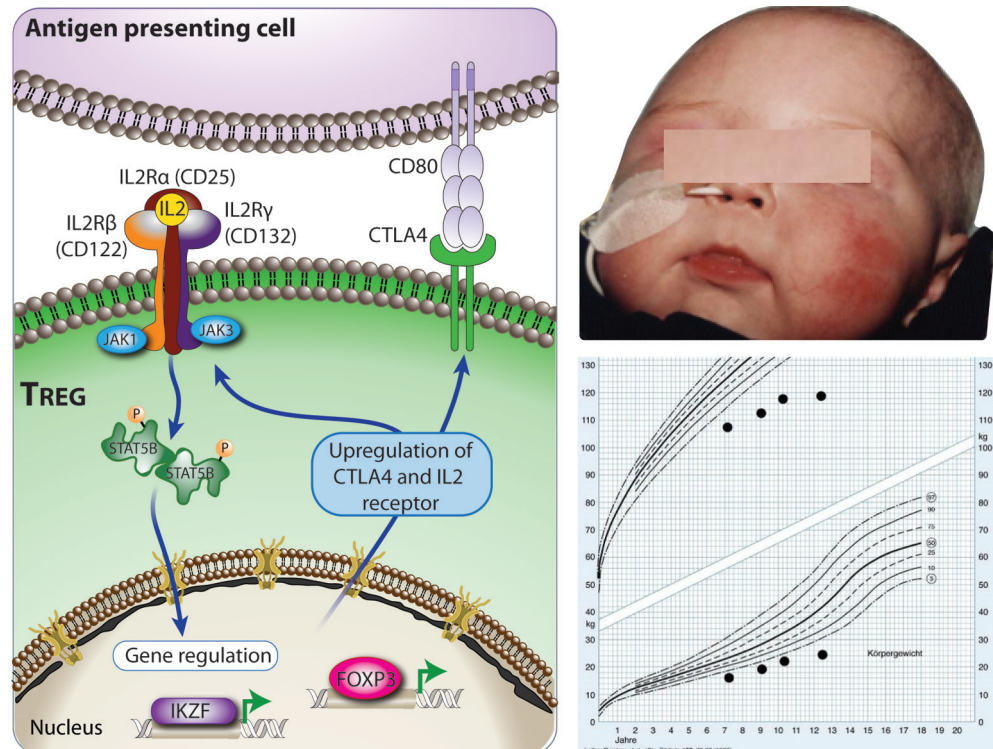 Antigen presenting cell
CD80
IL2Rα (CD25)
IL2
IL2Rβ
(CD122)
IL2Rγ
(CD132)
CTLA4
JAK1
JAK3
TREG
P
STAT5B
P
STAT5B
Upregulation of
CTLA4 and IL2
receptor
Gene regulation
FOXP3
IKZF
Nucleus
130
130
120
120
110
110
kg
100
100
90
90
80
80
70
70
60
60
50
50
40
40
kg
30
30
20
20
10
10
0
0
97
90
75
50
25
10
3
Körpergewicht
1 2 3 4 5 6 7 8 9 10 11 12 13 14 15 16 17 18 19 20
Jahre